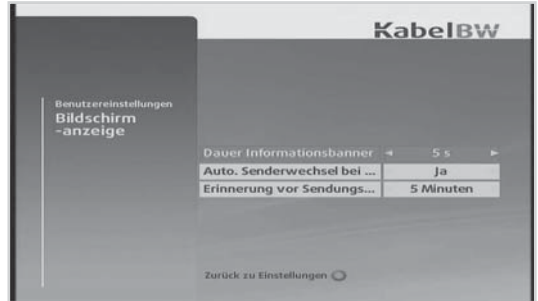 KabelBW
Benutzereinstellungen
Bildschirm
-anzeige
Dauer Informationsbanner 5 s
Auto. Senderwechsel bei ... Ja
Erinnerung vor Sendungs... 5 Minuten
Zurück zu Einstellungen